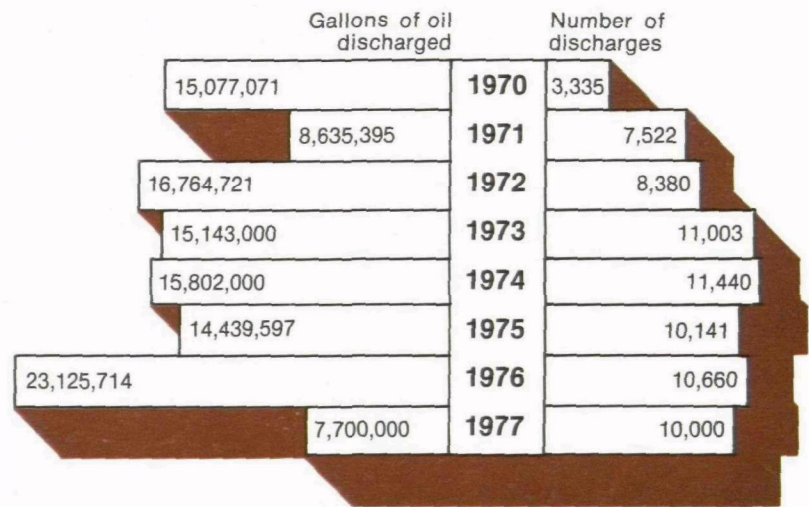 Gallons of oil discharged Number of discharges
15,077,071 1970 3,335
8,635,395 1971 7,522
16,764,721 1972 8,380
15,143,000 1973 11,003
15,802,000 1974 11,440
14,439,597 1975 10,141
23,125,714 1976 10,660
7,700,000 1977 10,000